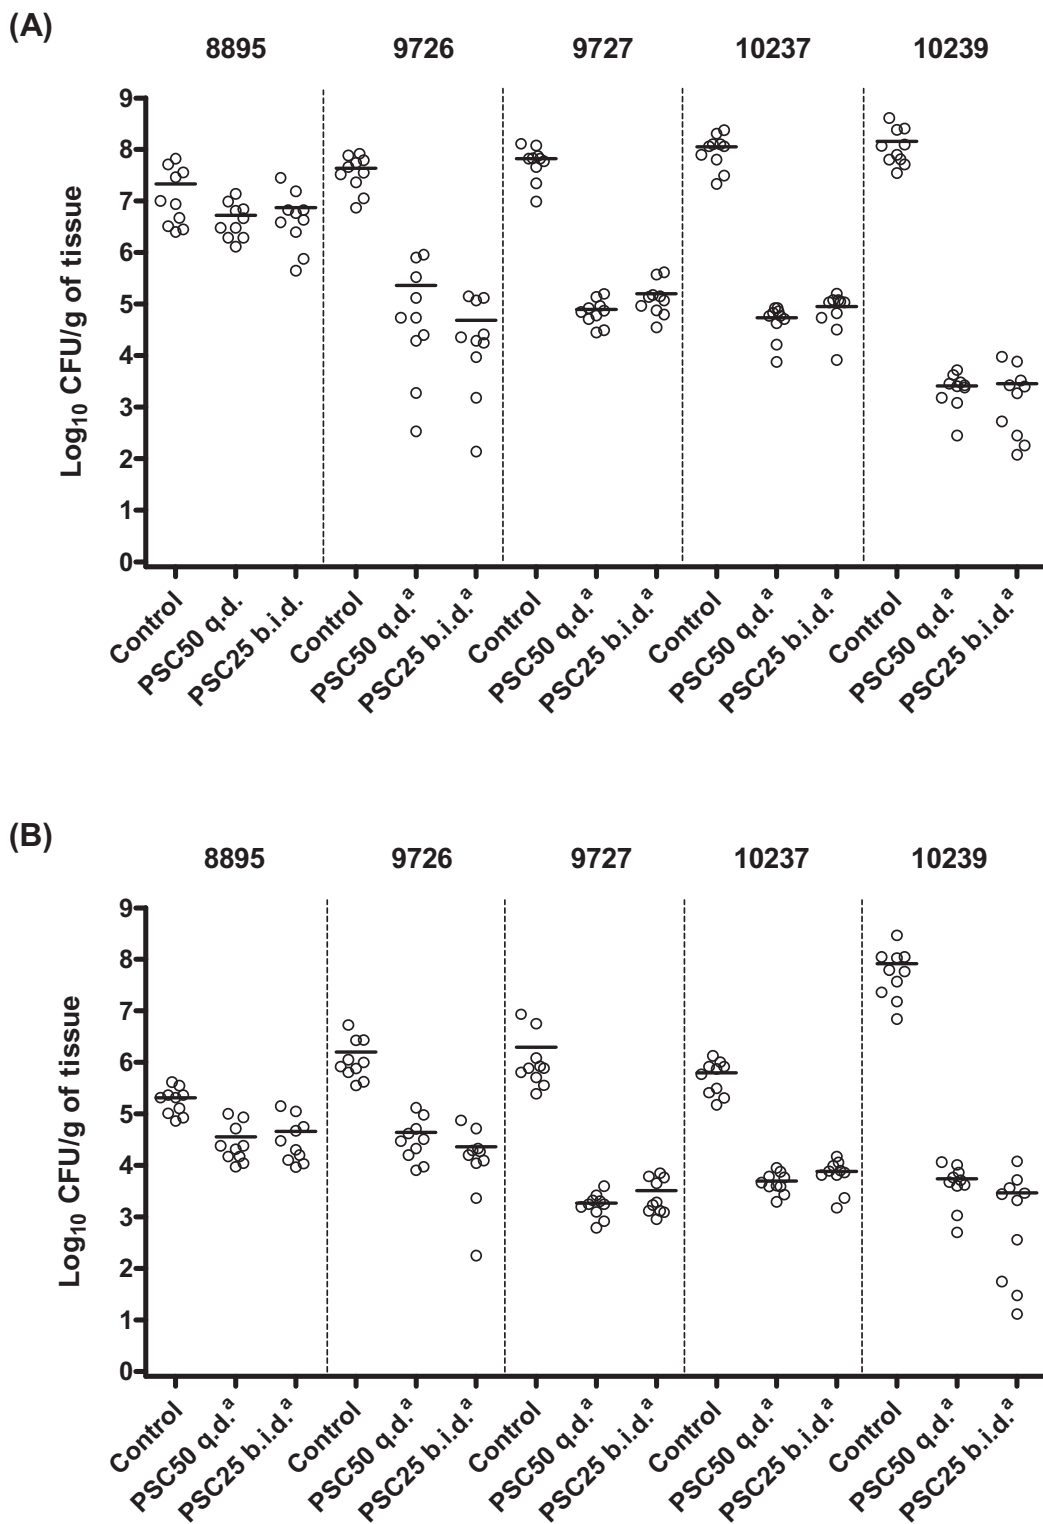 (A)
8895 9726 9727 10237 10239
Log10 CFU/g of tissue
9
8
7
6
5
4
3
2
1
0
Control PSC50 q.d. PSC25 b.i.d. Control PSC50 q.d. a PSC25 b.i.d. a Control PSC50 q.d. a PSC25 b.i.d. a Control PSC50 q.d. a PSC25 b.i.d. a Control PSC50 q.d. a PSC25 b.i.d. a
(B)
8895 9726 9727 10237 10239
Log10 CFU/g of tissue
9
8
7
6
5
4
3
2
1
0
Control PSC50 q.d. a PSC25 b.i.d. a Control PSC50 q.d. a PSC25 b.i.d. a Control PSC50 q.d. a PSC25 b.i.d. a Control PSC50 q.d. a PSC25 b.i.d. a Control PSC50 q.d. a PSC25 b.i.d. a